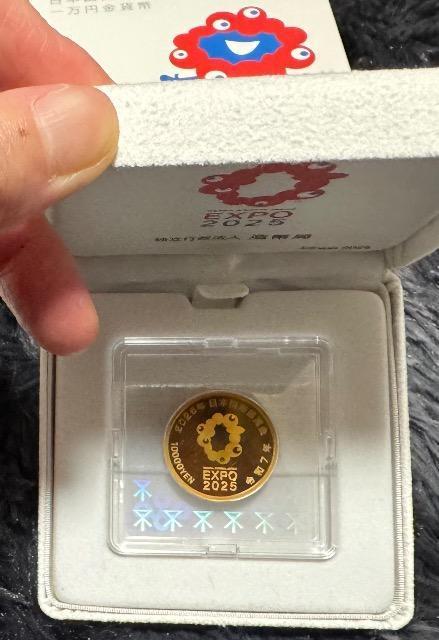 日本国
一万円金貨幣
EXPO
2025
独立行政法人 造幣局
2025年 日本国際博覧会
10000YEN
EXPO
2025
令和7年